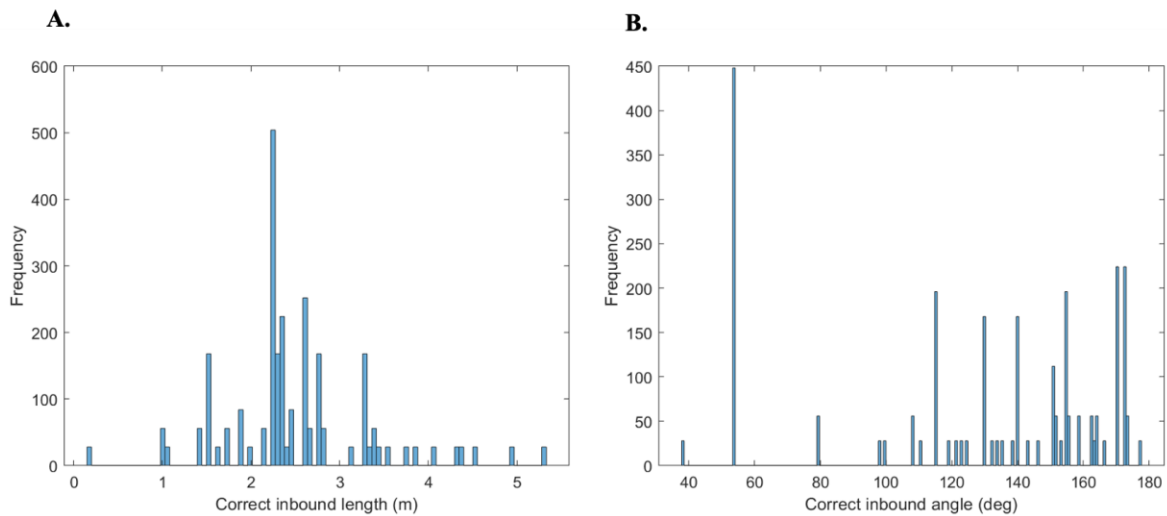 A.
B.
600
500
400
300
200
100
0
Frequency
0 1 2 3 4 5
Correct inbound length (m)
450
400
350
300
250
200
150
100
50
0
Frequency
40 60 80 100 120 140 160 180
Correct inbound angle (deg)